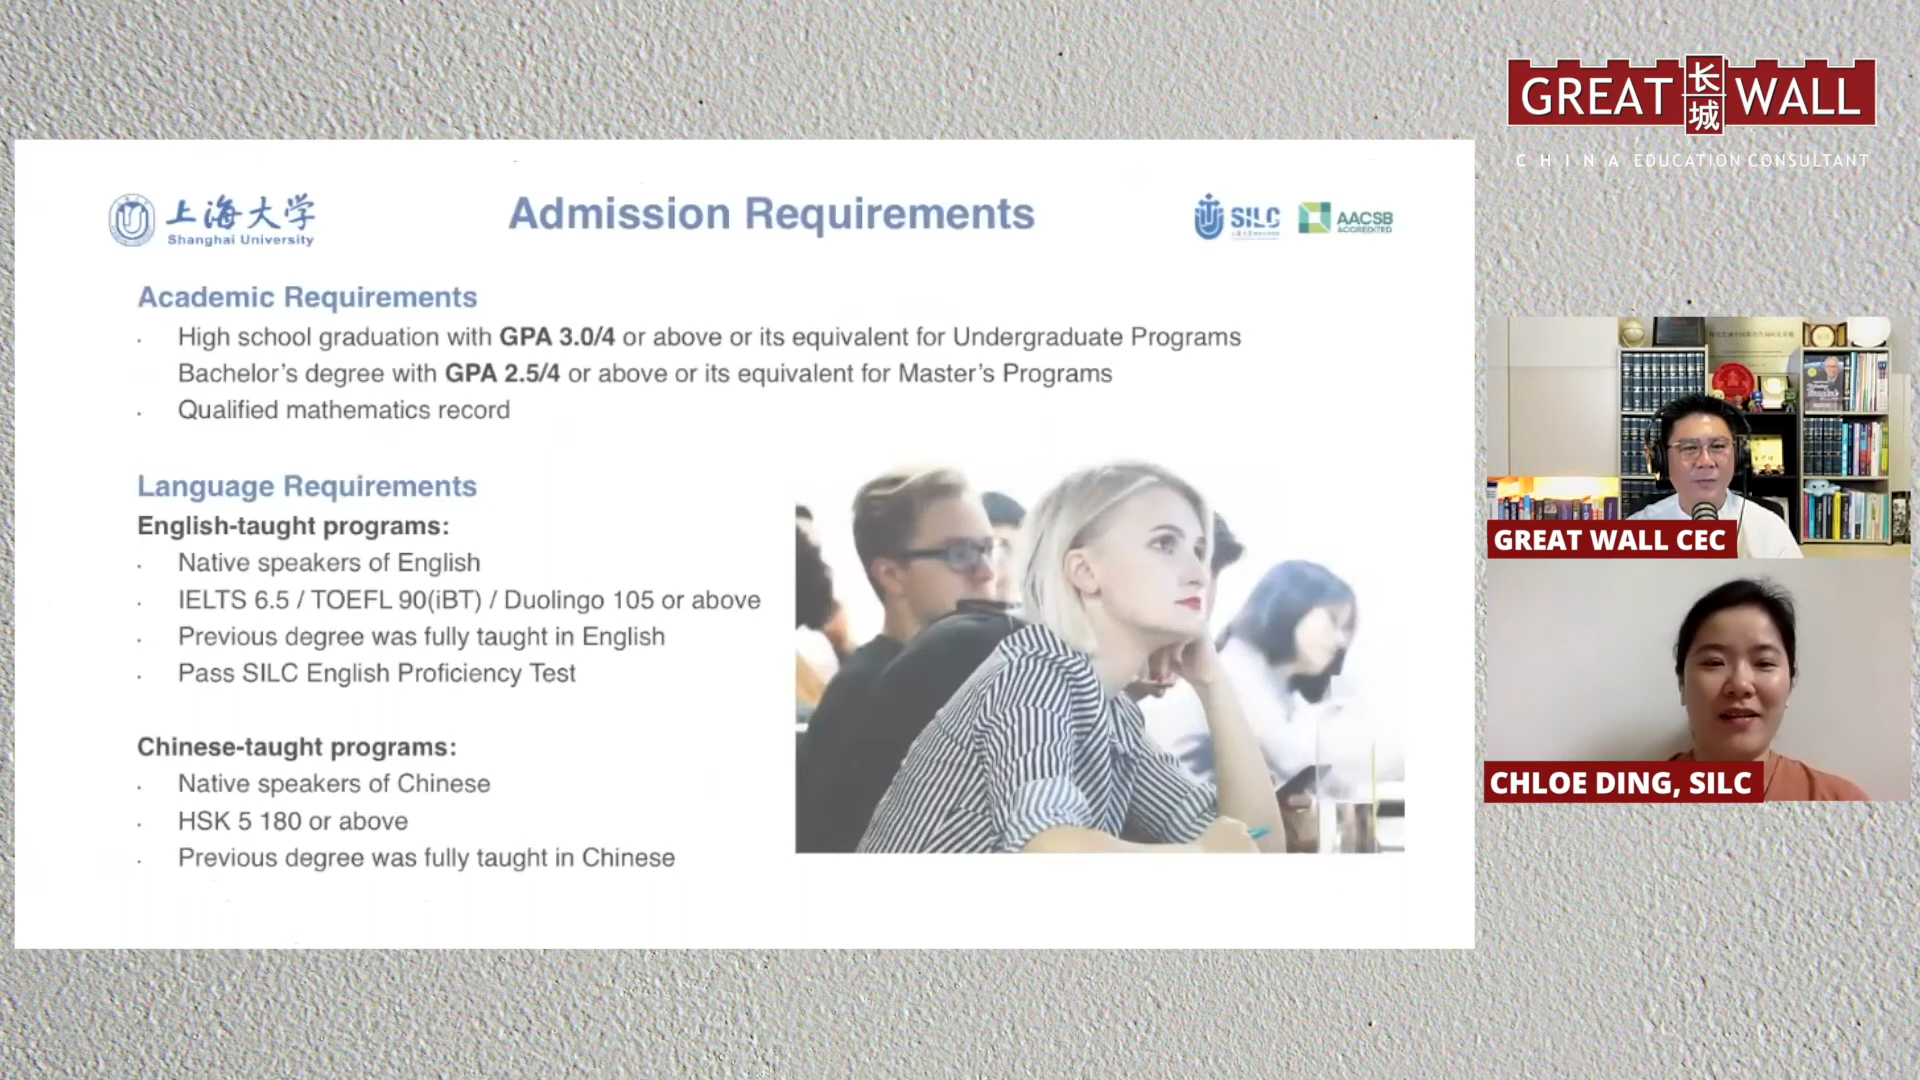 GREAT 长城 WALL
CHINA EDUCATION CONSULTANT
上海大学
Shanghai University
Admission Requirements
SILC
AACSB
ACCREDITED
Academic Requirements
· High school graduation with GPA 3.0/4 or above or its equivalent for Undergraduate Programs
Bachelor's degree with GPA 2.5/4 or above or its equivalent for Master's Programs
· Qualified mathematics record
Language Requirements
English-taught programs:
· Native speakers of English
· IELTS 6.5 / TOEFL 90(iBT) / Duolingo 105 or above
· Previous degree was fully taught in English
· Pass SILC English Proficiency Test
Chinese-taught programs:
· Native speakers of Chinese
· HSK 5 180 or above
· Previous degree was fully taught in Chinese
GREAT WALL CEC
CHLOE DING, SILC